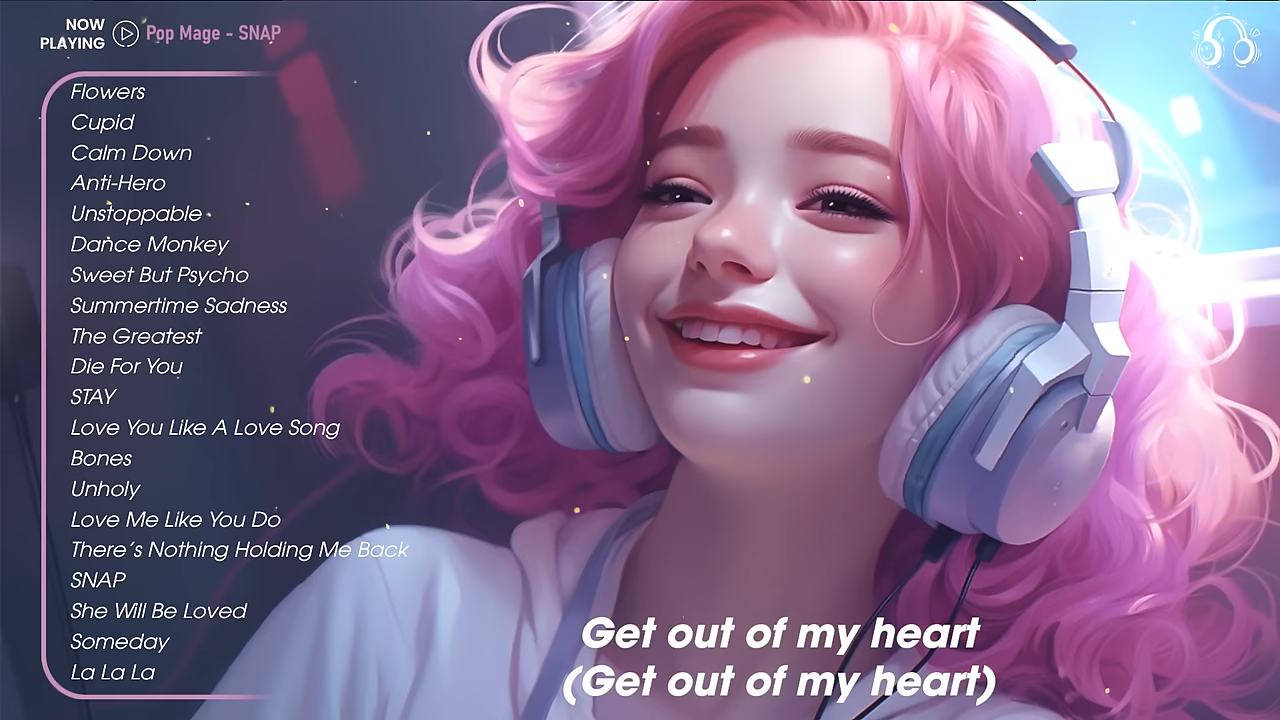 NOW
PLAYING
Pop Mage - SNAP
Flowers
Cupid
Calm Down
Anti-Hero
Unstoppable
Dance Monkey
Sweet But Psycho
Summertime Sadness
The Greatest
Die For You
STAY
Love You Like A Love Song
Bones
Unholy
Love Me Like You Do
There's Nothing Holding Me Back
SNAP
She Will Be Loved
Someday
La La La
Get out of my heart
(Get out of my heart)